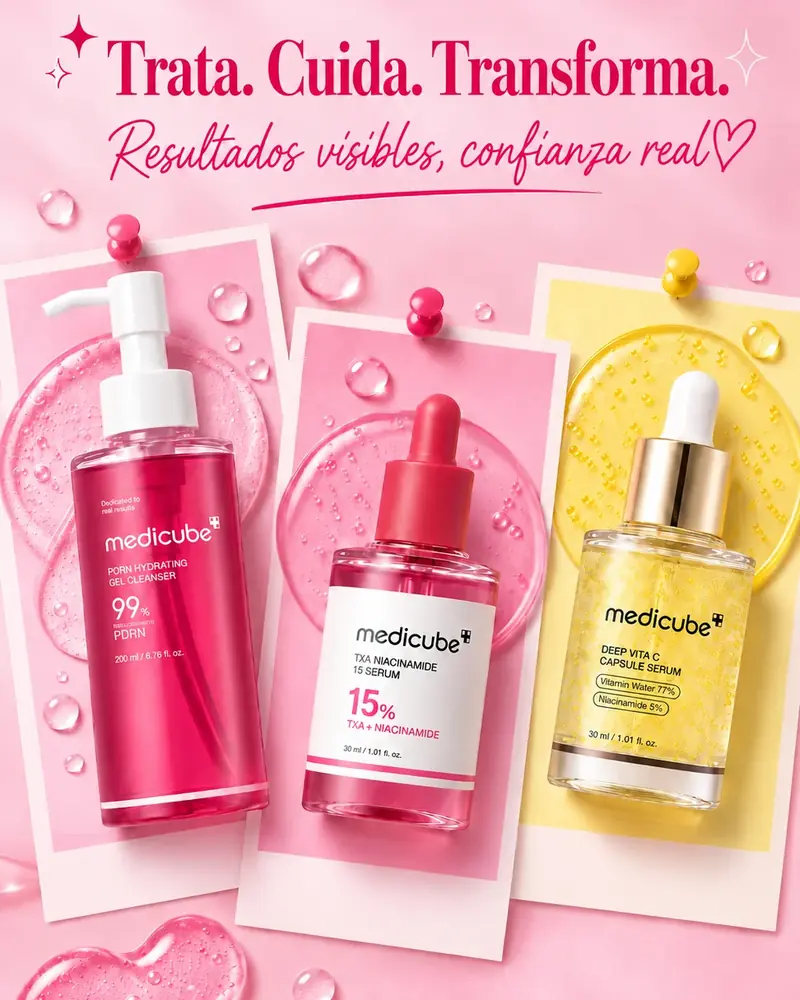 Trata. Cuida. Transforma.
Resultados visibles, confianza real
Dedicated to
real results
medicube
PORN HYDRATING
GEL CLEANSER
99%
PDRN
200 ml / 6.76 fl. oz.
medicube
TXA NIACINAMIDE
15 SERUM
15%
TXA + NIACINAMIDE
30 ml / 1.01 fl. oz.
medicube
DEEP VITA C
CAPSULE SERUM
Vitamin Water 77%
Niacinamide 5%
30 ml / 1.01 fl. oz.